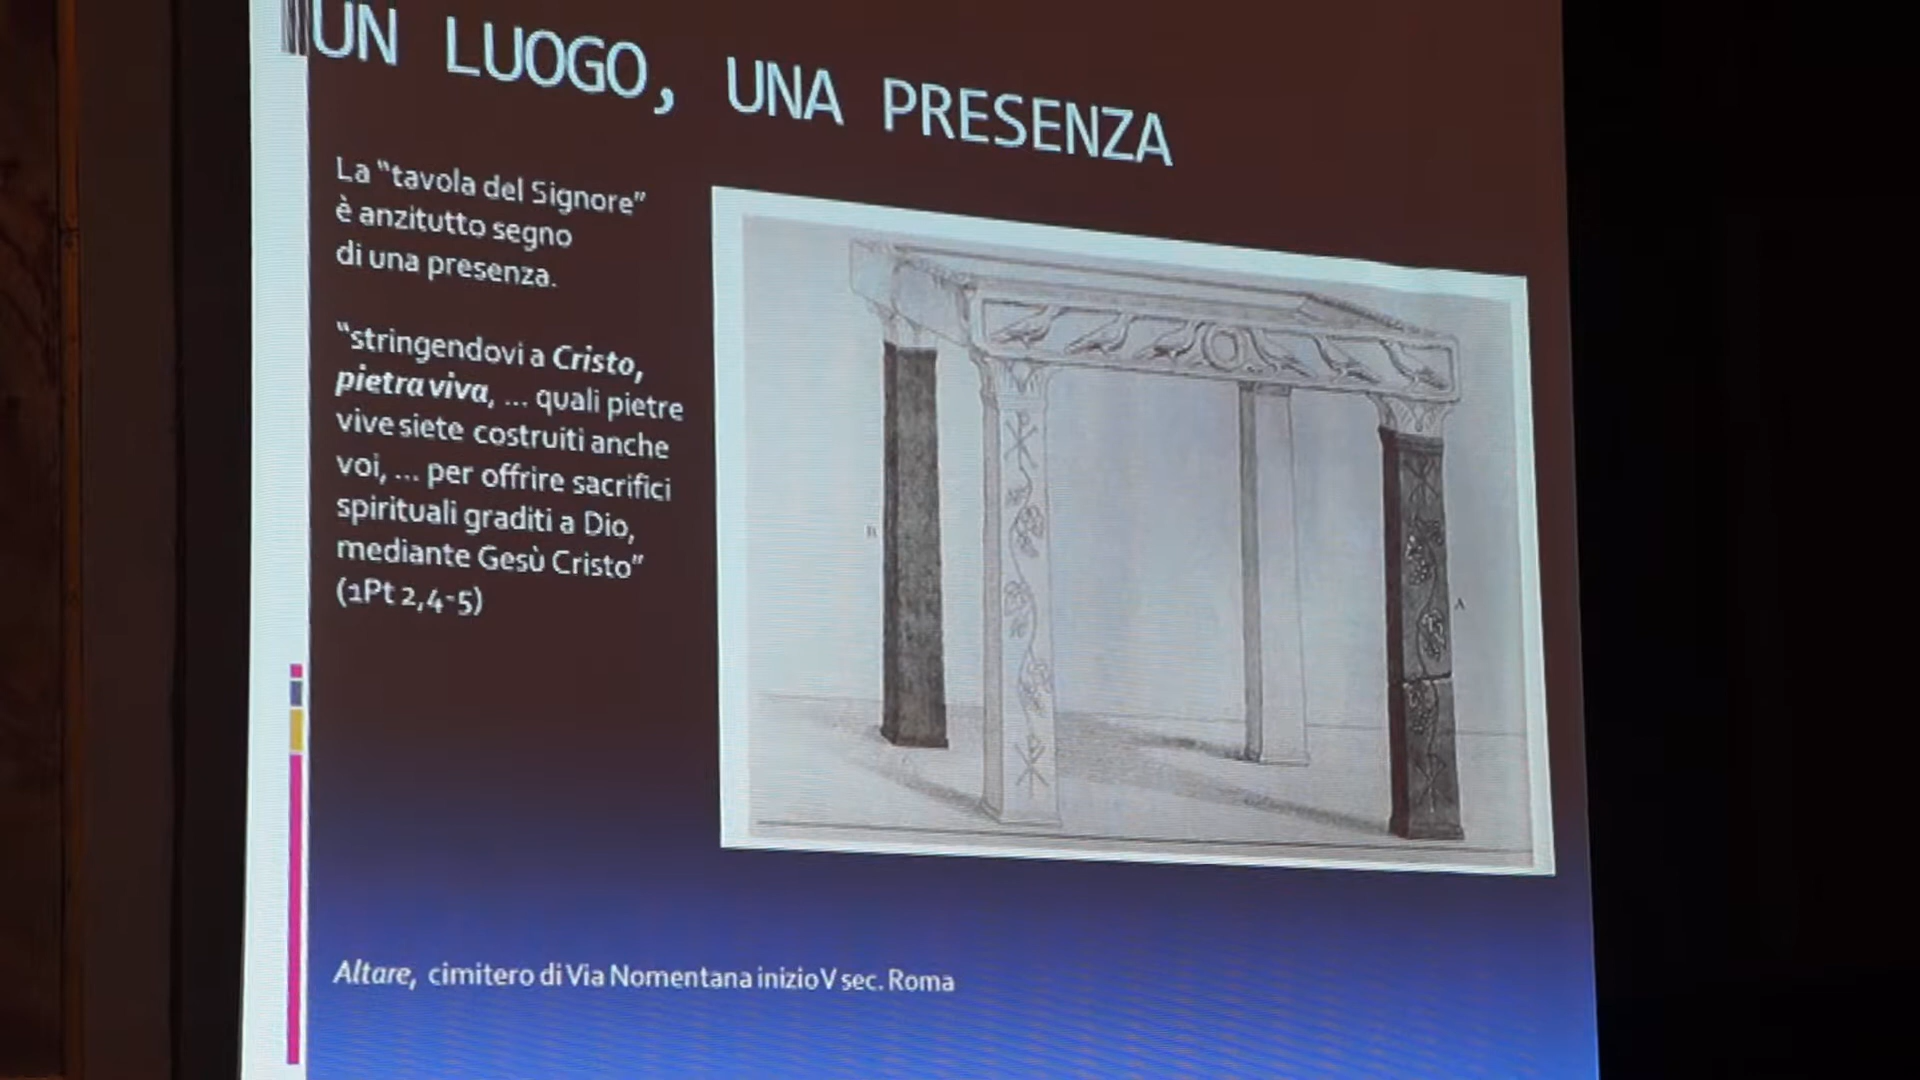 UN LUOGO, UNA PRESENZA
La “tavola del Signore”
è anzitutto segno
di una presenza.
“stringendovi a Cristo,
pietra viva, ... quali pietre
vive siete costruiti anche
voi, ... per offrire sacrifici
spirituali graditi a Dio,
mediante Gesù Cristo”
(1Pt 2,4-5)
B
A
Altare, cimitero di Via Nomentana inizio V sec. Roma